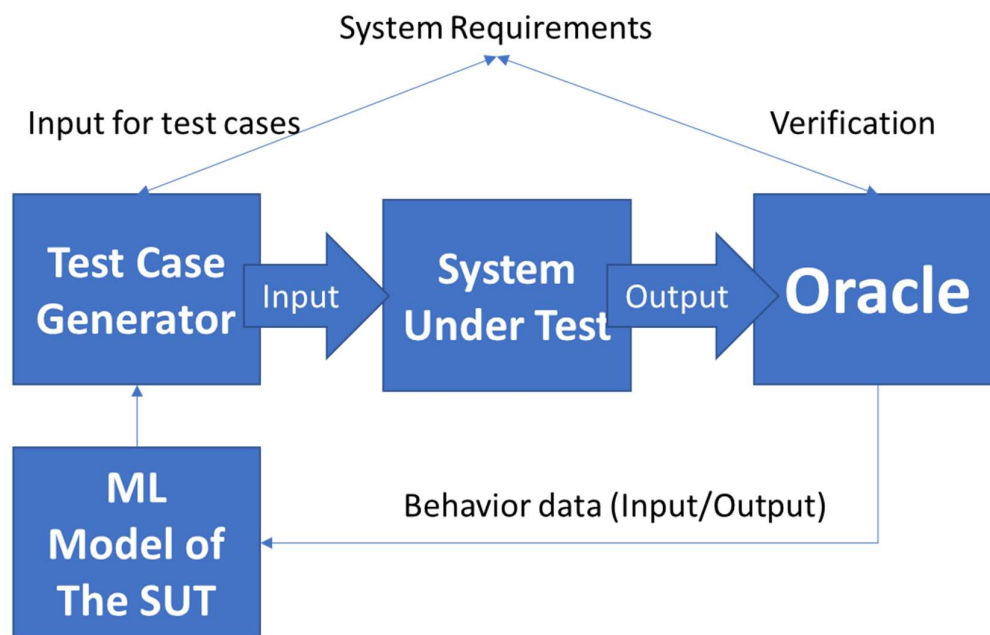 System Requirements
Input for test cases
Verification
Test Case
Generator
Input
System
Under Test
Output
Oracle
ML
Model of
The SUT
Behavior data (Input/Output)